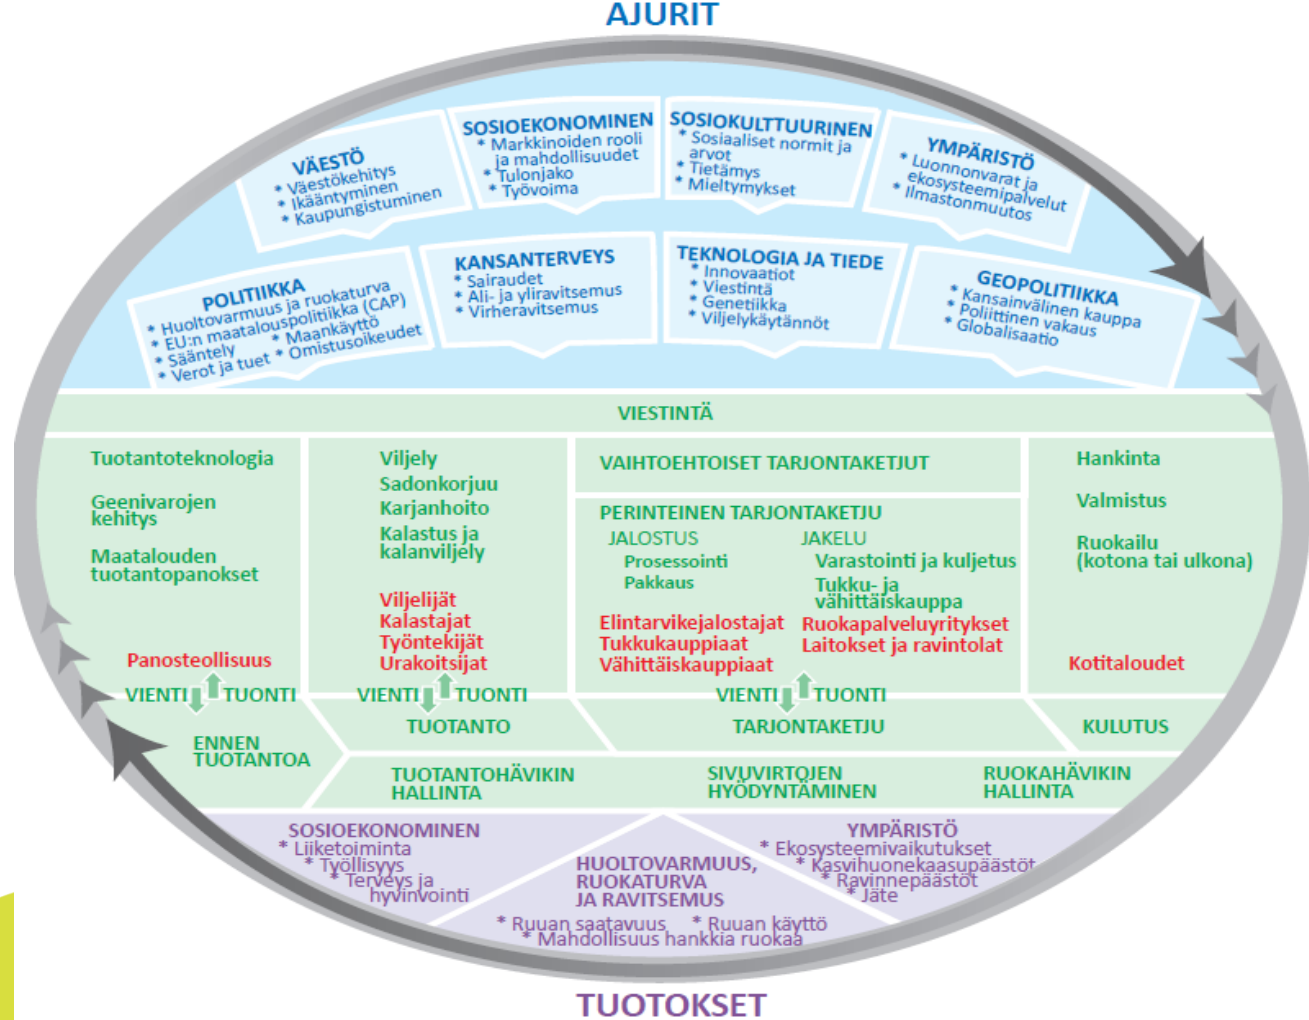 AJURIT
VÄESTÖ
* Väestökehitys
* Ikääntyminen
* Kaupungistuminen
SOSIOEKONOMINEN
* Markkinoiden rooli
ja mahdollisuudet
* Tulonjako
* Työvoima
SOSIOKULTTUURINEN
* Sosiaaliset normit ja
arvot
* Tietämys
* Mieltymykset
YMPÄRISTÖ
* Luonnonvarat ja
ekosysteemipalvelut
* Ilmastonmuutos
POLITIIKKA
* Huoltovarmuus ja ruokaturva
* EU:n maatalouspolitiikka (CAP)
* Sääntely * Maankäyttö
* Verot ja tuet * Omistusoikeudet
KANSANTERVEYS
* Sairaudet
* Ali- ja yliravitsemus
* Virheravitsemus
TEKNOLOGIA JA TIEDE
* Innovaatiot
* Viestintä
* Genetiikka
* Viljelykäytännöt
GEOPOLITIIKKA
* Kansainvälinen kauppa
* Poliittinen vakaus
* Globalisaatio
VIESTINTÄ
Tuotantoteknologia
Geenivarojen
kehitys
Maatalouden
tuotantopanokset
Panosteollisuus
VIENTI TUONTI
ENNEN
TUOTANTOA
Viljely
Sadonkorjuu
Karjanhoito
Kalastus ja
kalanviljely
Viljelijät
Kalastajat
Työntekijät
Urakoitsijat
VIENTI TUONTI
TUOTANTO
VAIHTOEHTOISET TARJONTAKETJUT
PERINTEINEN TARJONTAKETJU
JALOSTUS
Prosessointi
Pakkaus
JAKELU
Varastointi ja kuljetus
Tukku- ja
vähittäiskauppa
Elintarvikejalostajat
Tukkukauppiaat
Vähittäiskauppiaat
Ruokapalveluyritykset
Laitokset ja ravintolat
VIENTI TUONTI
TARJONTAKETJU
Hankinta
Valmistus
Ruokailu
(kotona tai ulkona)
Kotitaloudet
KULUTUS
TUOTANTOHÄVIKIN
HALLINTA
SIVUVIRTOJEN
HYÖDYNTÄMINEN
RUOKAHÄVIKIN
HALLINTA
SOSIOEKONOMINEN
* Liiketoiminta
* Työllisyys
* Terveys ja
hyvinvointi
HUOLTOVARMUUS,
RUOKATURVA
JA RAVITSEMUS
* Ruuan saatavuus * Ruuan käyttö
* Mahdollisuus hankkia ruokaa
YMPÄRISTÖ
* Ekosysteemivaikutukset
* Kasvihuonekaasupäästöt
* Ravinnepäästöt
* Jäte
TUOTOKSET